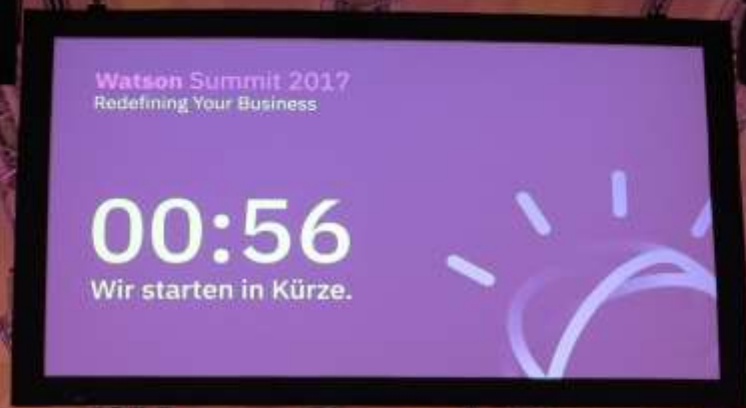 Watson Summit 2017
Redefining Your Business
00:56
Wir starten in Kürze.